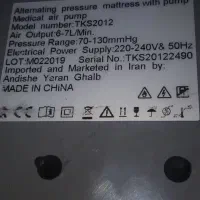 Alternating pressure mattress with pump
Medical air pump
Model number:TKS2012
Air Output:6-7L/Min.
Pressure Range:70-130mmHg
Electrical Power Supply:220-240V& 50Hz
LOT:M022019 Serial No.:TKS20122490
Imported and Marketed in Iran by
Andishe Yaran Ghalb
MADE IN CHiNA